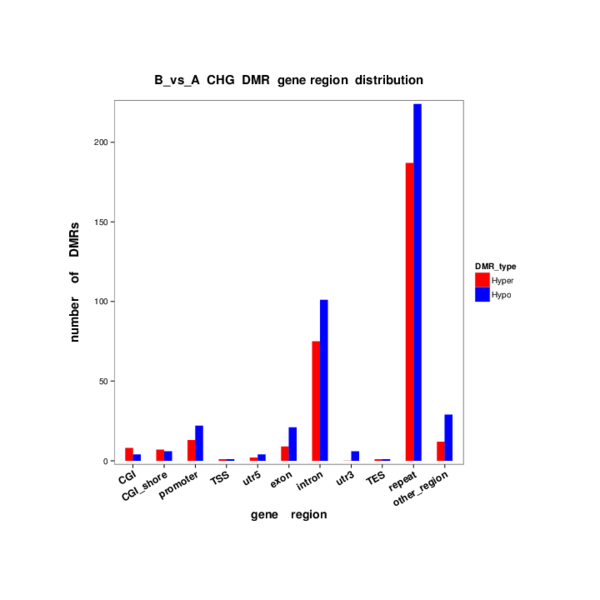 B_vs_A CHG DMR gene region distribution
number of DMRs
200
150
100
50
0
DMR_type
Hyper
Hypo
CGI
CGI_shore
promoter
TSS
utr5
exon
intron
utr3
TES
repeat
other_region
gene region